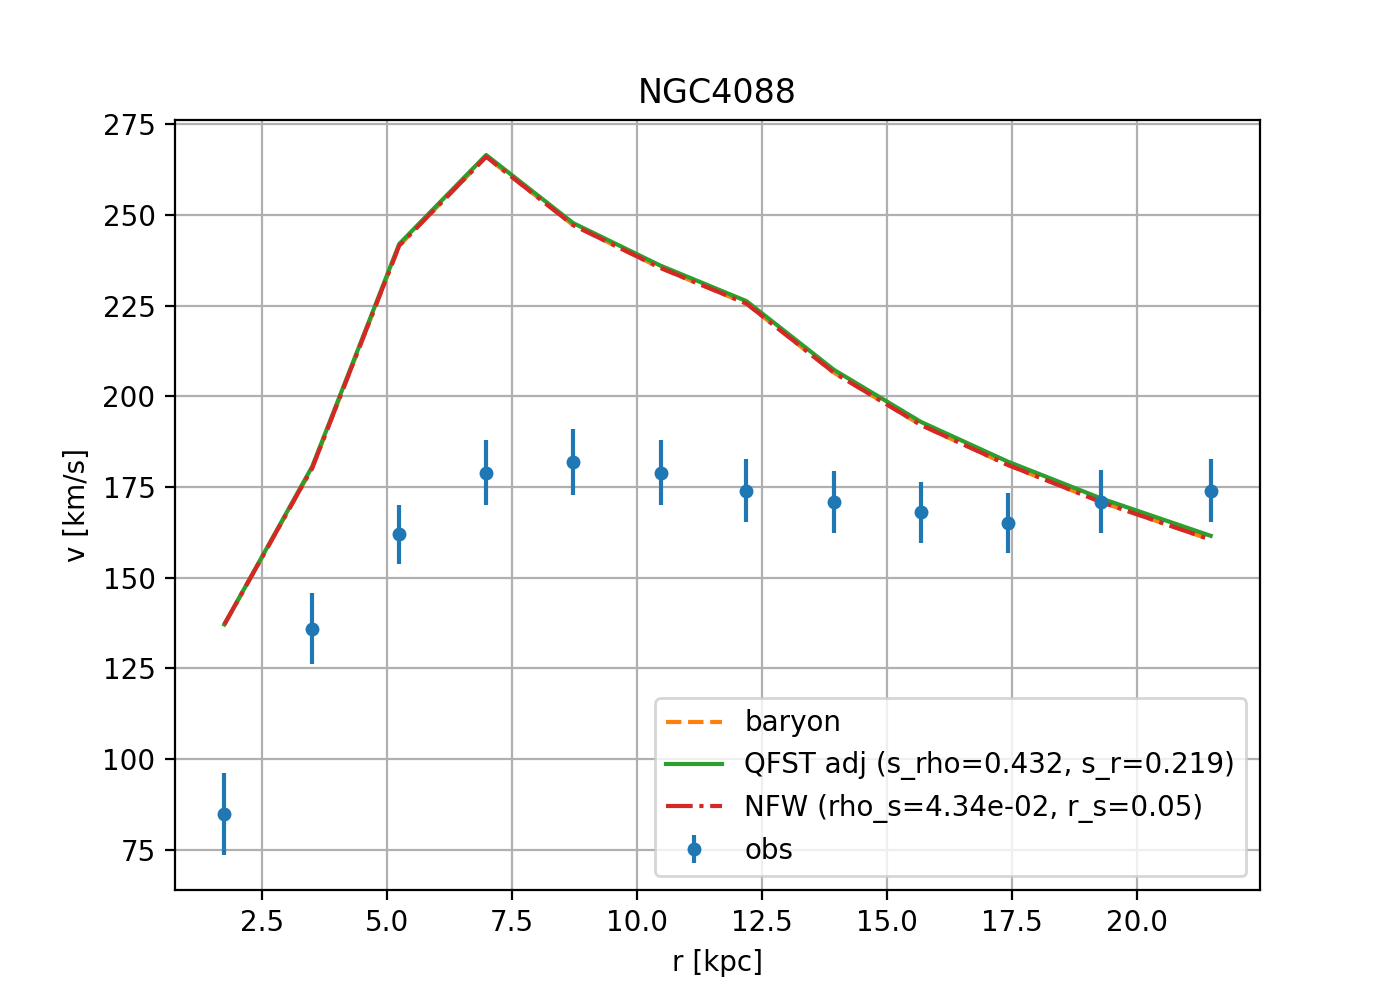 NGC4088
275
250
225
200
175
150
125
100
75
v [km/s]
baryon
QFST adj (s_rho=0.432, s_r=0.219)
NFW (rho_s=4.34e-02, r_s=0.05)
obs
2.5 5.0 7.5 10.0 12.5 15.0 17.5 20.0
r [kpc]